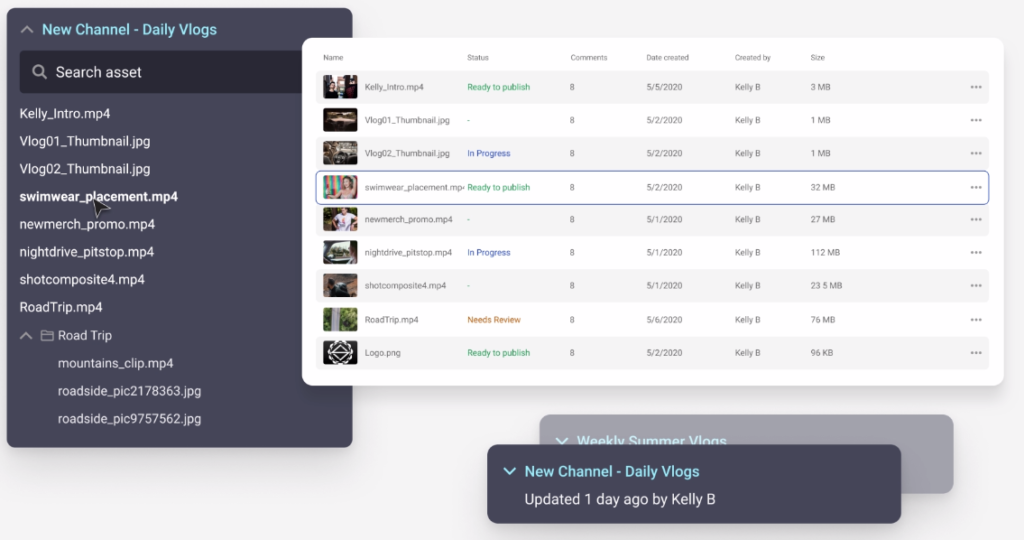 New Channel - Daily Vlogs
Search asset
Kelly_Intro.mp4
Vlog01_Thumbnail.jpg
Vlog02_Thumbnail.jpg
swimwear_placement.mp4
newmerch_promo.mp4
nightdrive_pitstop.mp4
shotcomposite4.mp4
RoadTrip.mp4
Road Trip
mountains_clip.mp4
roadside_pic2178363.jpg
roadside_pic9757562.jpg
Name Status Comments Date created Created by Size
Kelly_Intro.mp4 Ready to publish 8 5/5/2020 Kelly B 3 MB
Vlog01_Thumbnail.jpg - 8 5/2/2020 Kelly B 1 MB
Vlog02_Thumbnail.jpg In Progress 8 5/2/2020 Kelly B 1 MB
swimwear_placement.mp4 Ready to publish 8 5/2/2020 Kelly B 32 MB
newmerch_promo.mp4 - 8 5/1/2020 Kelly B 27 MB
nightdrive_pitstop.mp4 In Progress 8 5/1/2020 Kelly B 112 MB
shotcomposite4.mp4 - 8 5/1/2020 Kelly B 23 5 MB
RoadTrip.mp4 Needs Review 8 5/6/2020 Kelly B 76 MB
Logo.png Ready to publish 8 5/2/2020 Kelly B 96 KB
Weekly Summer Vlogs
New Channel - Daily Vlogs
Updated 1 day ago by Kelly B